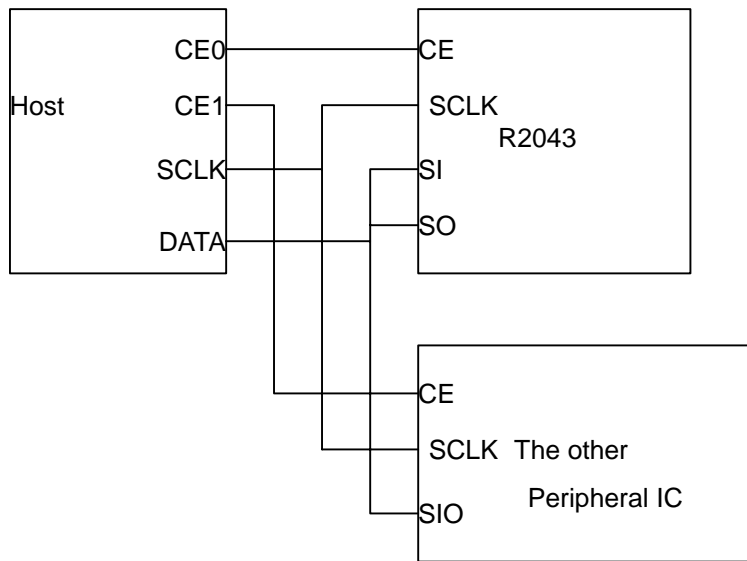 CE0 CE
Host CE1 SCLK
R2043
SCLK SI
SO
DATA
CE
SCLK The other
Peripheral IC
SIO